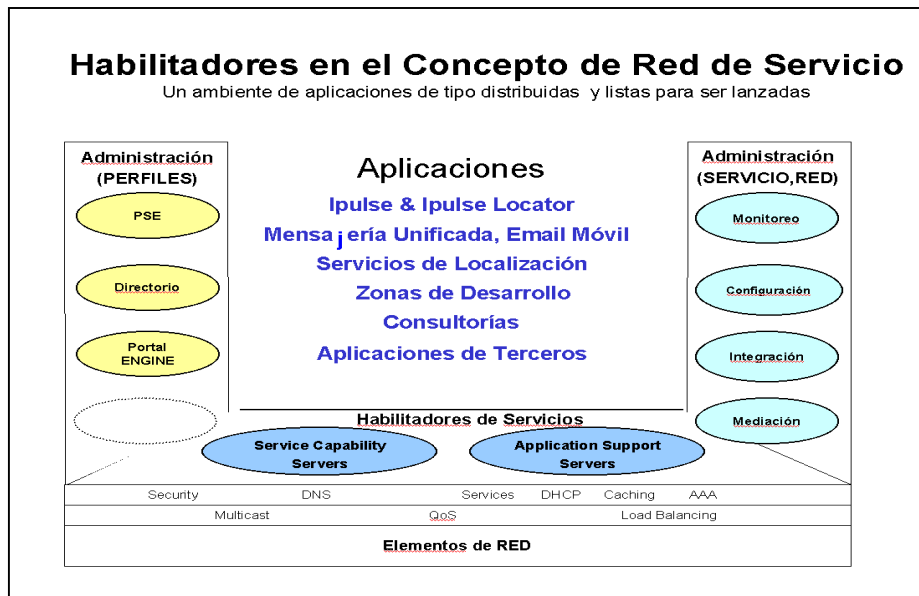 Habilitadores en el Concepto de Red de Servicio
Un ambiente de aplicaciones de tipo distribuidas y listas para ser lanzadas
Administración
(PERFILES)
PSE
Directorio
Portal
ENGINE
Aplicaciones
Ipulse & Ipulse Locator
Mensajería Unificada, Email Móvil
Servicios de Localización
Zonas de Desarrollo
Consultorías
Aplicaciones de Terceros
Administración
(SERVICIO,RED)
Monitoreo
Configuración
Integración
Mediación
Habilitadores de Servicios
Service Capability
Servers
Application Support
Servers
Security DNS Services DHCP Caching AAA
Multicast QoS Load Balancing
Elementos de RED